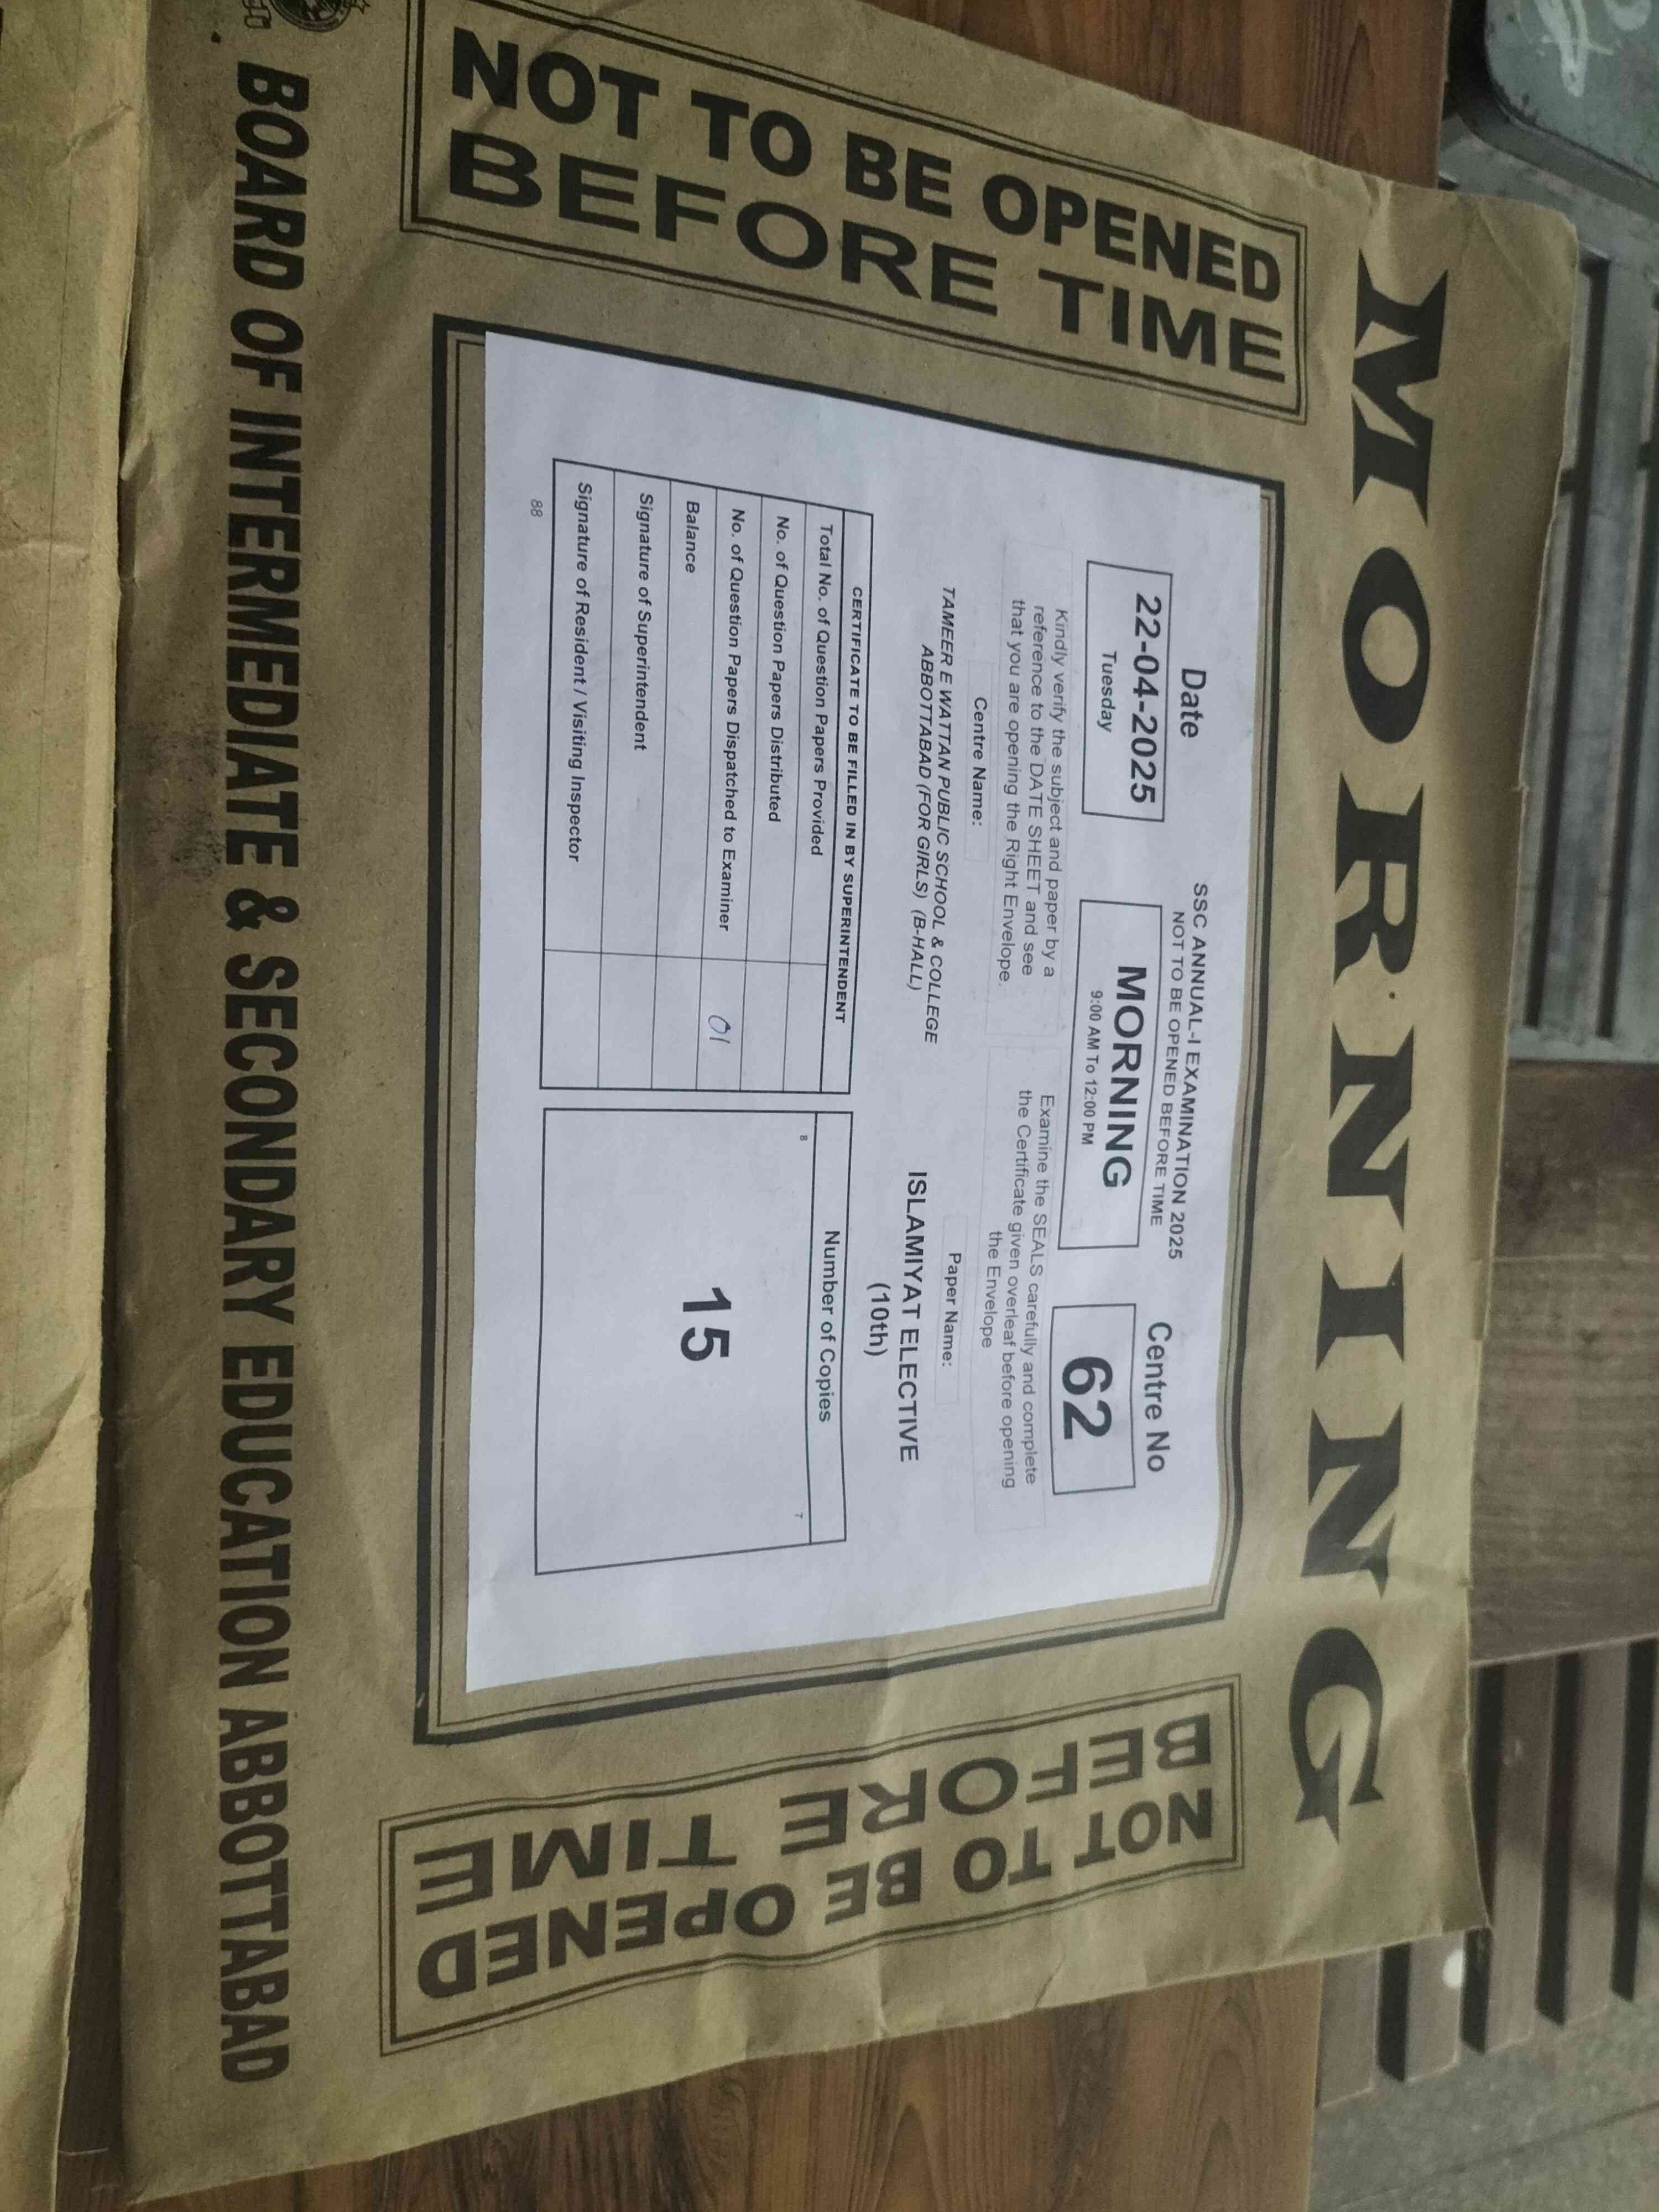 MORNING
NOT TO BE OPENED
BEFORE TIME
Date
22-04-2025
Tuesday
SSC ANNUAL-I EXAMINATION 2025
NOT TO BE OPENED BEFORE TIME
MORNING
9:00 AM To 12:00 PM
Centre No
62
Kindly verify the subject and paper by a
reference to the DATE SHEET and see
that you are opening the Right Envelope.
Examine the SEALS carefully and complete
the Certificate given overleaf before opening
the Envelope
Centre Name:
TAMEER E WATTAN PUBLIC SCHOOL & COLLEGE
ABBOTTABAD (FOR GIRLS) (B-HALL)
Paper Name:
ISLAMIYAT ELECTIVE
(10th)
CERTIFICATE TO BE FILLED IN BY SUPERINTENDENT
Total No. of Question Papers Provided
No. of Question Papers Distributed
No. of Question Papers Dispatched to Examiner 01
Balance
Signature of Superintendent
Signature of Resident / Visiting Inspector
88
Number of Copies
8 7
15
NOT TO BE OPENED
BEFORE TIME
BOARD OF INTERMEDIATE & SECONDARY EDUCATION ABBOTTABAD